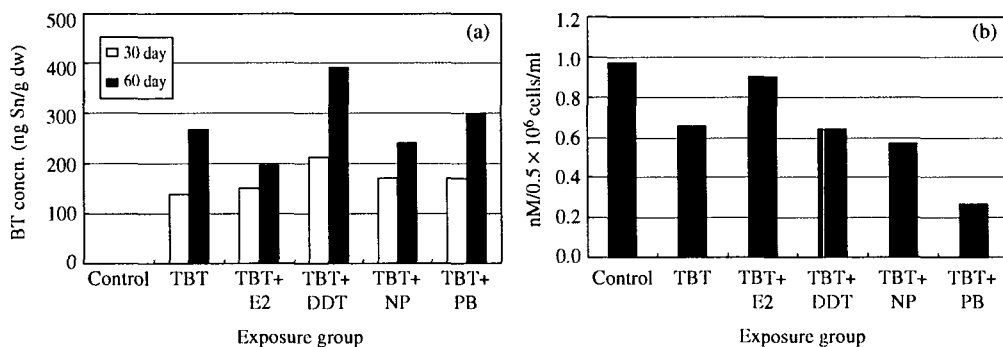 (a)
BT concn. (ng Sn/g dw)
500
400
300
200
100
0
30 day
60 day
Control TBT TBT+ TBT+ TBT+ TBT+
E2 DDT NP PB
Exposure group
(b)
nM/0.5 × 10⁶ cells/ml
1.2
1.0
0.8
0.6
0.4
0.2
0.0
Control TBT TBT+ TBT+ TBT+ TBT+
E2 DDT NP PB
Exposure group